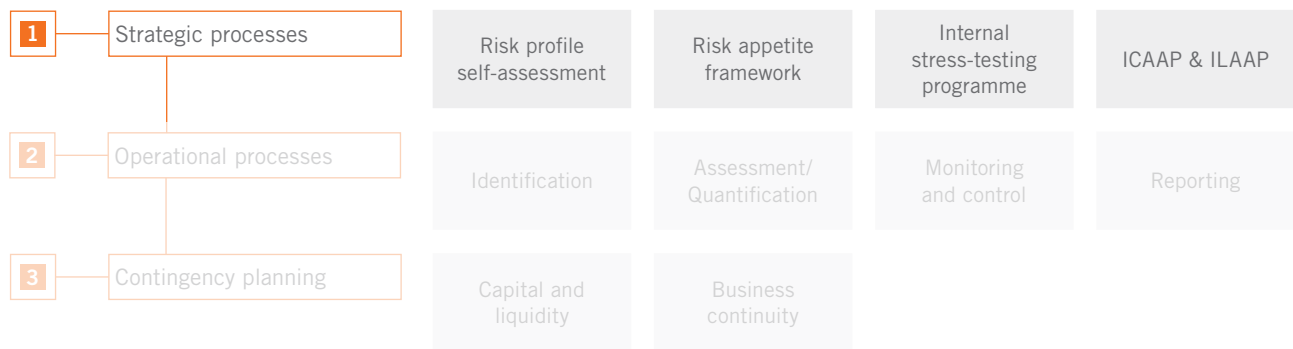 1
Strategic processes
Risk profile
self-assessment
Risk appetite
framework
Internal
stress-testing
programme
ICAAP & ILAAP
2
Operational processes
Identification
Assessment/
Quantification
Monitoring
and control
Reporting
3
Contingency planning
Capital and
liquidity
Business
continuity